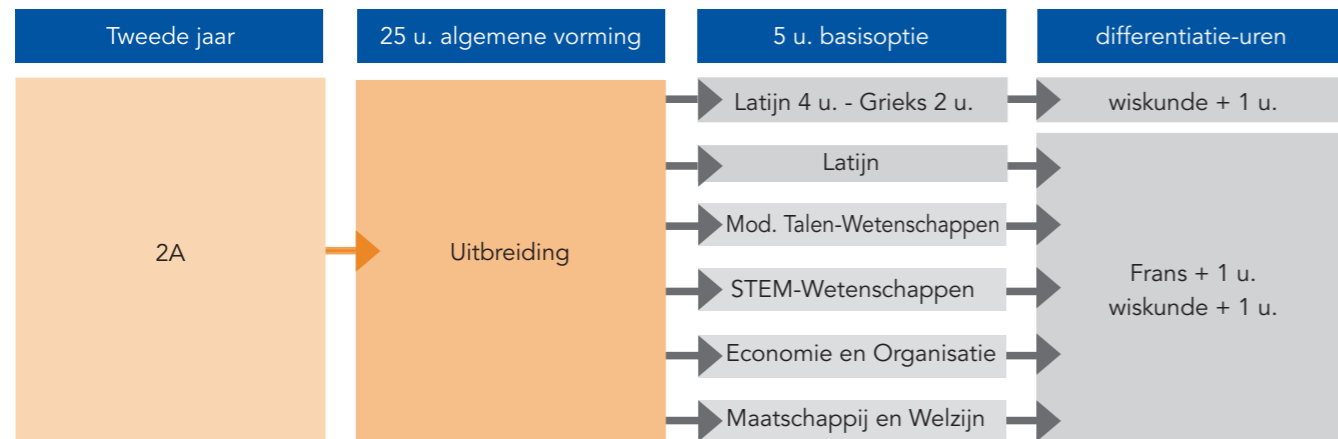 Tweede jaar
25 u. algemene vorming
5 u. basisoptie
differentiatie-uren
2A
Uitbreiding
Latijn 4 u. - Grieks 2 u.
wiskunde + 1 u.
Latijn
Mod. Talen-Wetenschappen
STEM-Wetenschappen
Economie en Organisatie
Maatschappij en Welzijn
Frans + 1 u.
wiskunde + 1 u.